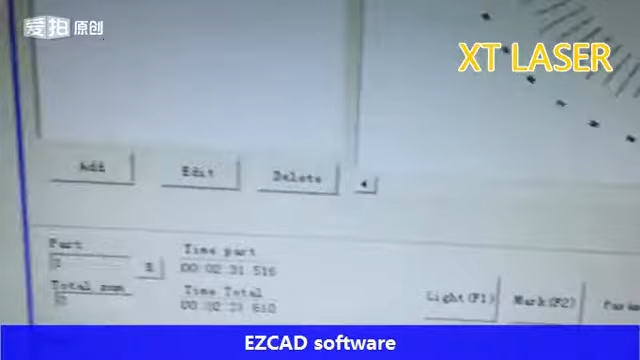 爱拍 原创
XT LASER
Add
Edit
Delete
Part
R
Time part
00:02:31 516
Total num
Time Total
Light(F1)
Mark(F2)
EZCAD software